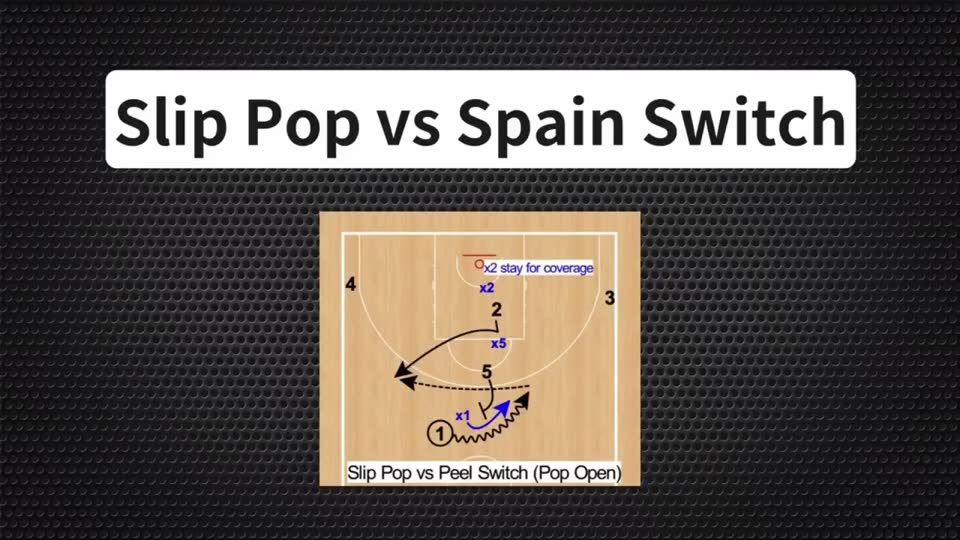 Slip Pop vs Spain Switch
x2 stay for coverage
4
x2
3
2
x5
5
x1
1
Slip Pop vs Peel Switch (Pop Open)